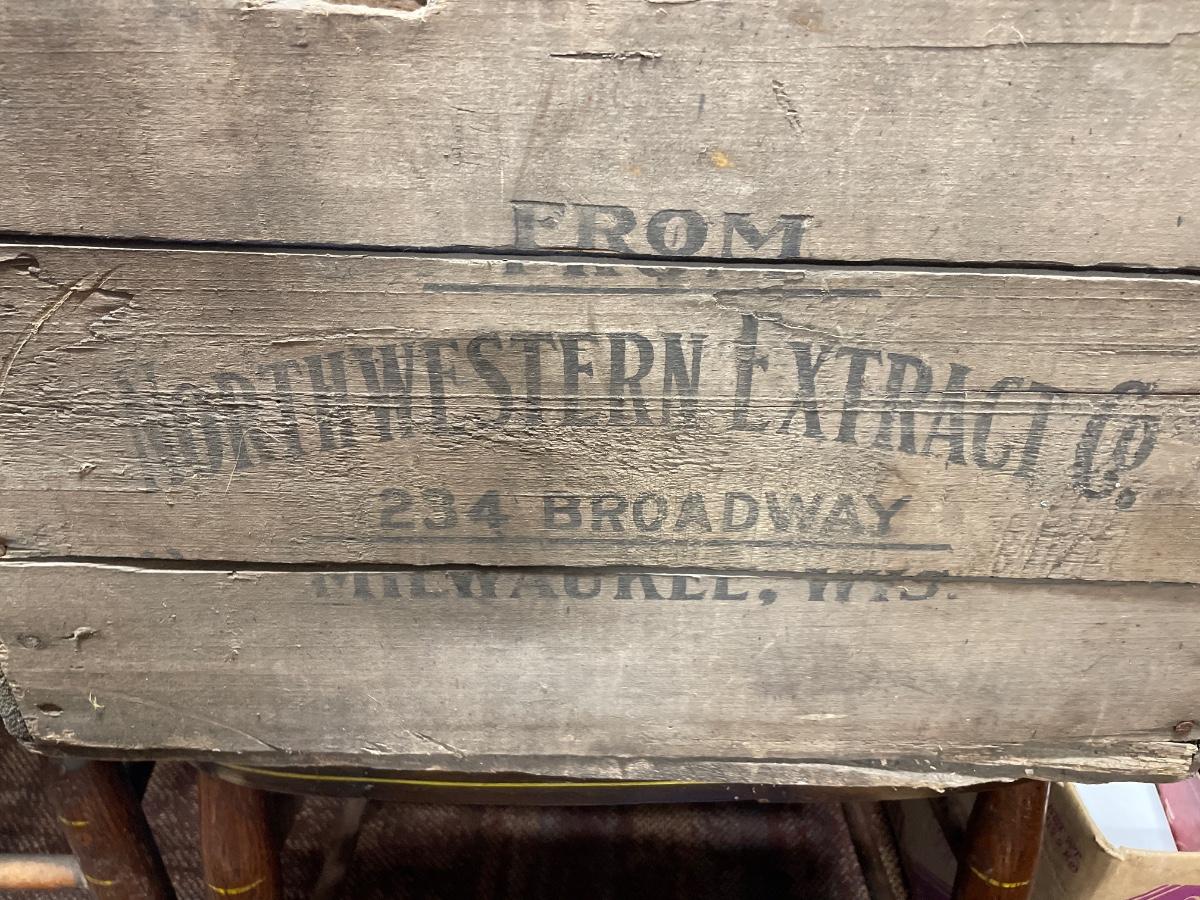 FROM
NORTHWESTERN EXTRACT Co.
234 BROADWAY
MILWAUKEE, WIS.